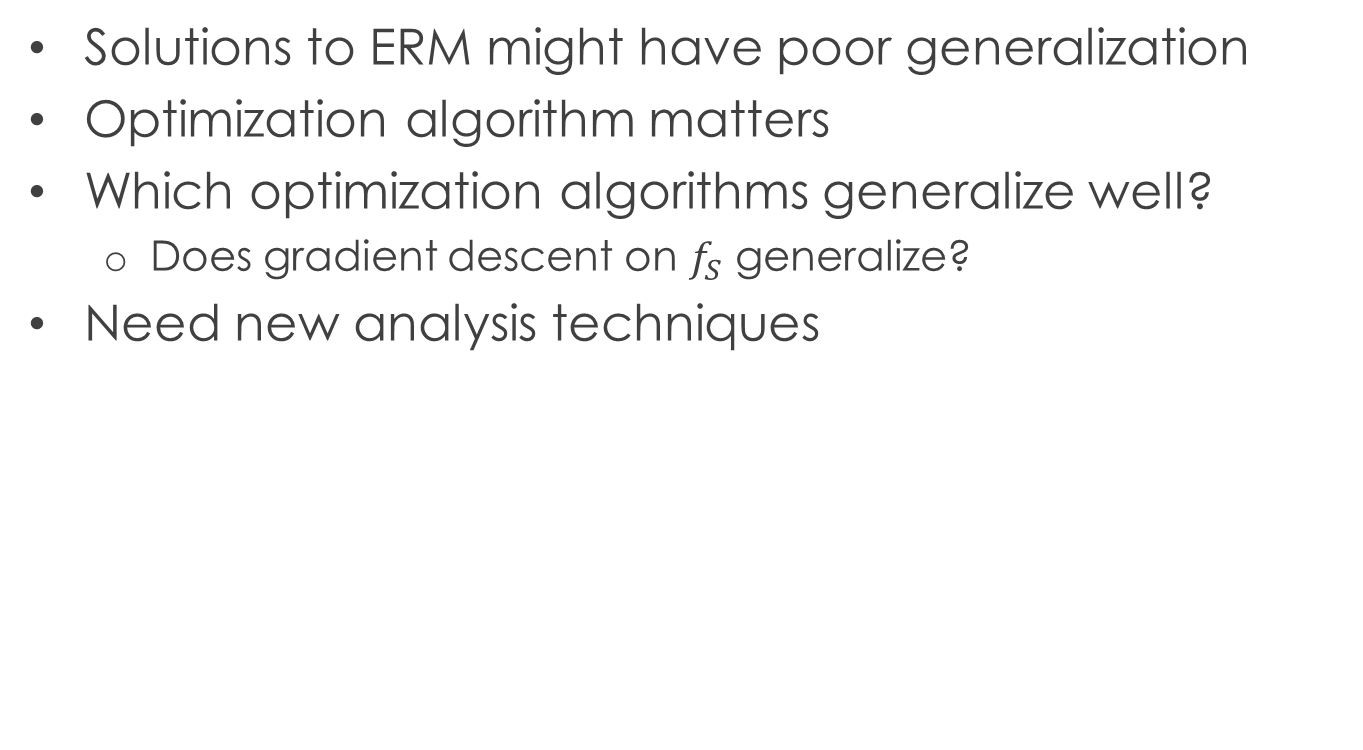 • Solutions to ERM might have poor generalization
• Optimization algorithm matters
• Which optimization algorithms generalize well?
o Does gradient descent on f_S generalize?
• Need new analysis techniques